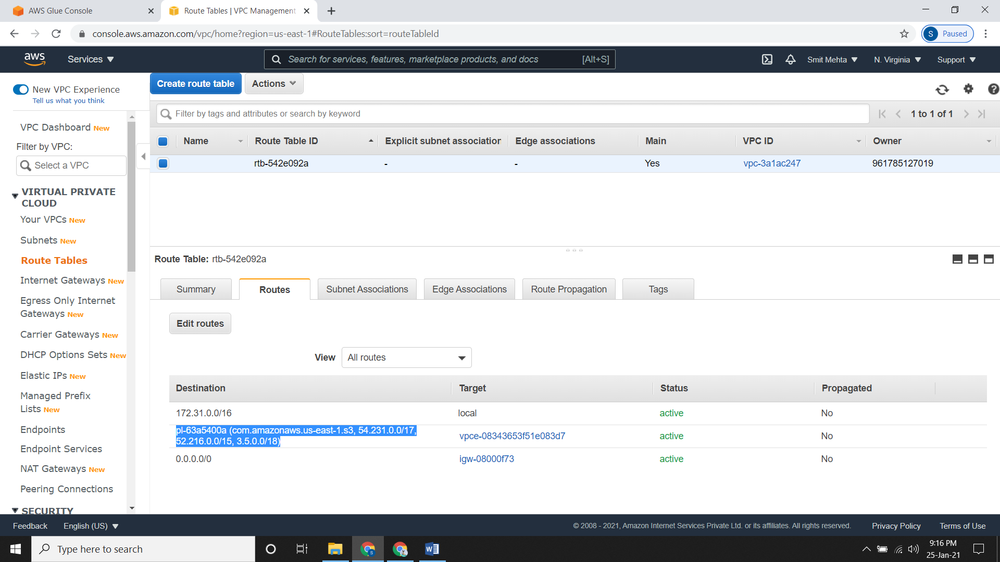 AWS Glue Console
Route Tables | VPC Management
console.aws.amazon.com/vpc/home?region=us-east-1#RouteTables:sort=routeTableId
S Paused
aws
Services
Search for services, features, marketplace products, and docs
[Alt+S]
Smit Mehta
N. Virginia
Support
New VPC Experience
Tell us what you think
VPC Dashboard New
Filter by VPC:
Select a VPC
VIRTUAL PRIVATE
CLOUD
Your VPCs New
Subnets New
Route Tables
Internet Gateways New
Egress Only Internet
Gateways New
Carrier Gateways New
DHCP Options Sets New
Elastic IPs New
Managed Prefix
Lists New
Endpoints
Endpoint Services
NAT Gateways New
Peering Connections
SECURITY
Create route table
Actions
Filter by tags and attributes or search by keyword
1 to 1 of 1
Name Route Table ID Explicit subnet association Edge associations Main VPC ID Owner
rtb-542e092a - - Yes vpc-3a1ac247 961785127019
Route Table: rtb-542e092a
Summary Routes Subnet Associations Edge Associations Route Propagation Tags
Edit routes
View All routes
Destination Target Status Propagated
172.31.0.0/16 local active No
pl-63a5400a (com.amazonaws.us-east-1.s3, 54.231.0.0/17,
52.216.0.0/15, 3.5.0.0/18)
vpce-08343653f51e083d7 active No
0.0.0.0/0 igw-08000f73 active No
Feedback
English (US)
© 2008 - 2021, Amazon Internet Services Private Ltd. or its affiliates. All rights reserved.
Privacy Policy
Terms of Use
Type here to search
9:16 PM
25-Jan-21